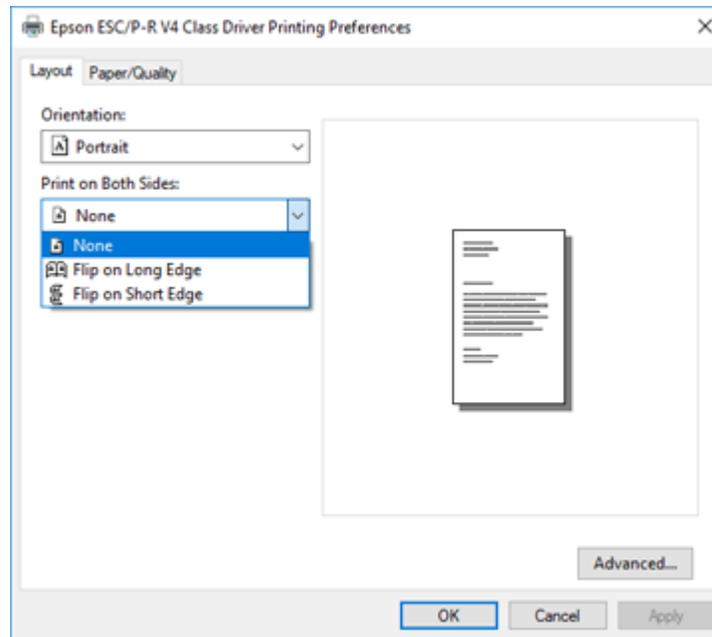 Epson ESC/P-R V4 Class Driver Printing Preferences
Layout Paper/Quality
Orientation:
Portrait
Print on Both Sides:
None
None
Flip on Long Edge
Flip on Short Edge
Advanced...
OK Cancel Apply